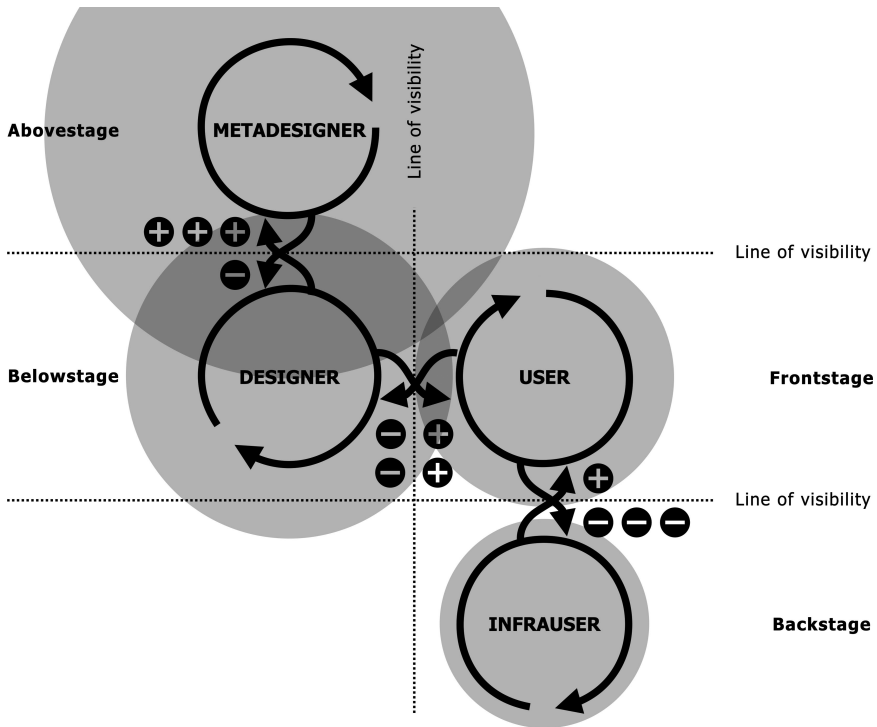 Line of visibility
Abovestage
METADESIGNER
+ + +
Line of visibility
−
Belowstage
DESIGNER
USER
Frontstage
− +
− +
+
Line of visibility
− − −
INFRAUSER
Backstage